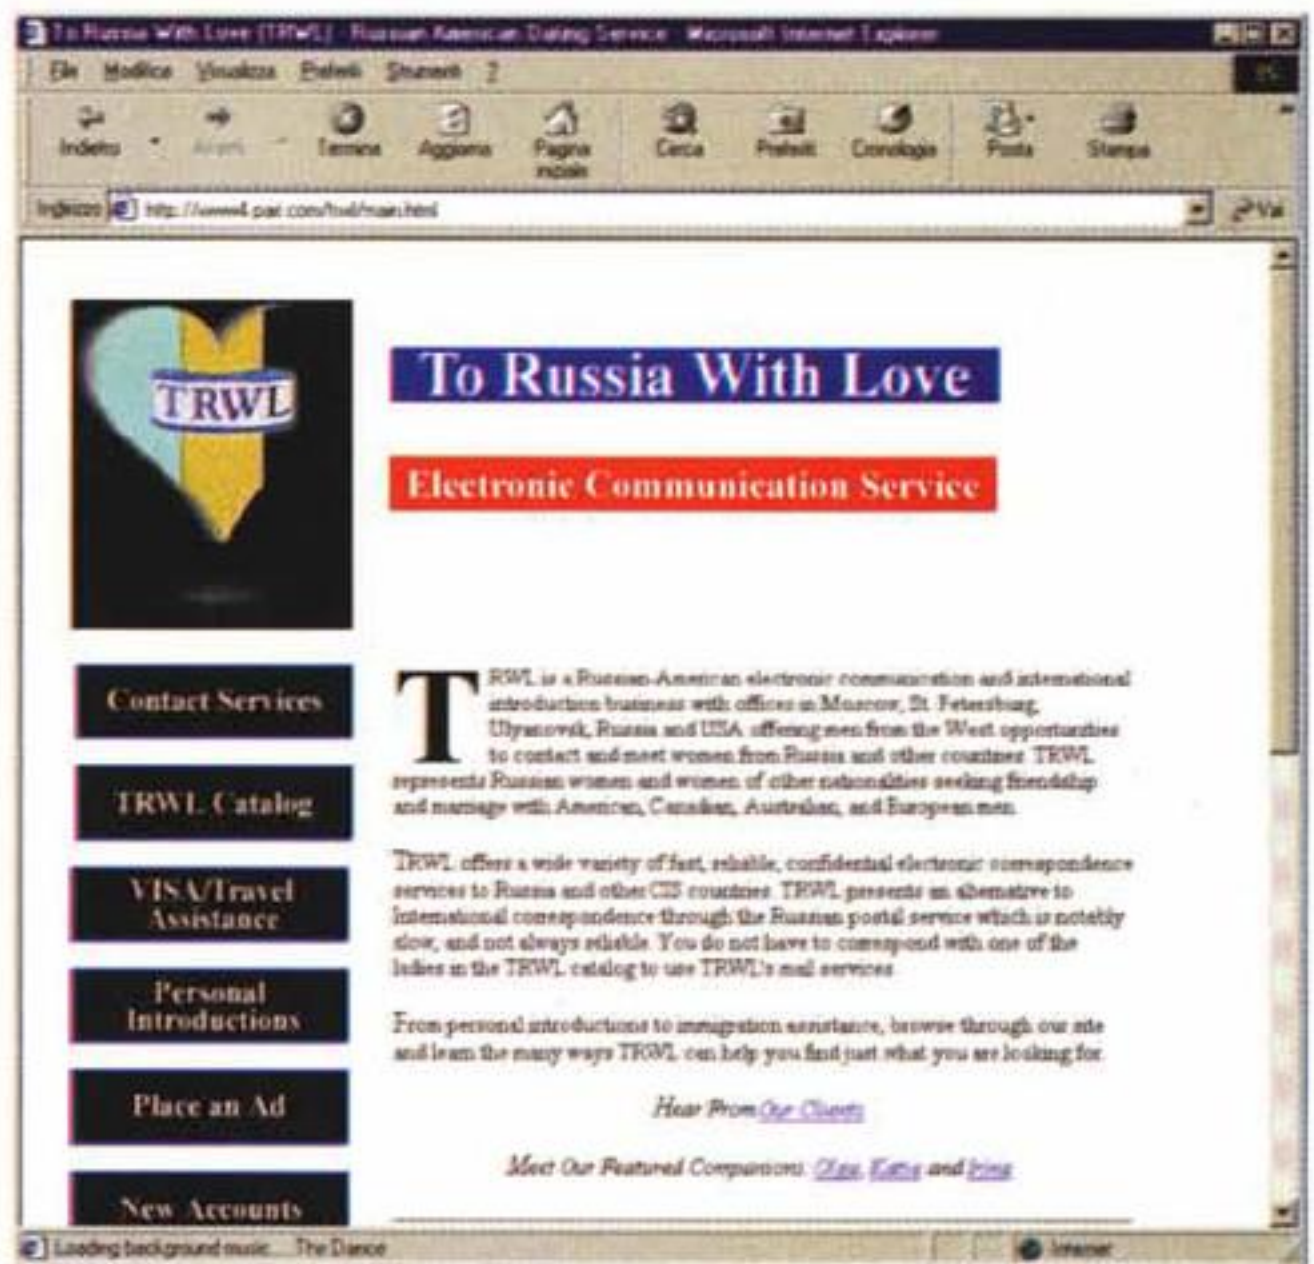 To Russia With Love (TRWL) - Russian American Dating Service - Microsoft Internet Explorer
File Modifica Visualizza Preferiti Strumenti ?
Indietro Avanti Termina Aggiorna Pagina iniziale Cerca Preferiti Cronologia Posta Stampa
Indirizzo http://www4.pair.com/trwl/main.html Vai
TRWL
To Russia With Love
Electronic Communication Service
Contact Services
TRWL Catalog
VISA/Travel
Assistance
Personal
Introductions
Place an Ad
New Accounts
TRWL is a Russian-American electronic communication and international
introduction business with offices in Moscow, St. Petersburg,
Ulyanovsk, Russia and USA offering men from the West opportunities
to contact and meet women from Russia and other countries. TRWL
represents Russian women and women of other nationalities seeking friendship
and marriage with American, Canadian, Australian, and European men.
TRWL offers a wide variety of fast, reliable, confidential electronic correspondence
services to Russia and other CIS countries. TRWL presents an alternative to
International correspondence through the Russian postal service which is notably
slow, and not always reliable. You do not have to correspond with one of the
ladies in the TRWL catalog to use TRWL's mail services.
From personal introductions to immigration assistance, browse through our site
and learn the many ways TRWL can help you find just what you are looking for.
Hear From Our Clients
Meet Our Featured Companions: Olga, Katya and Irina
Loading background music... The Dance
Internet